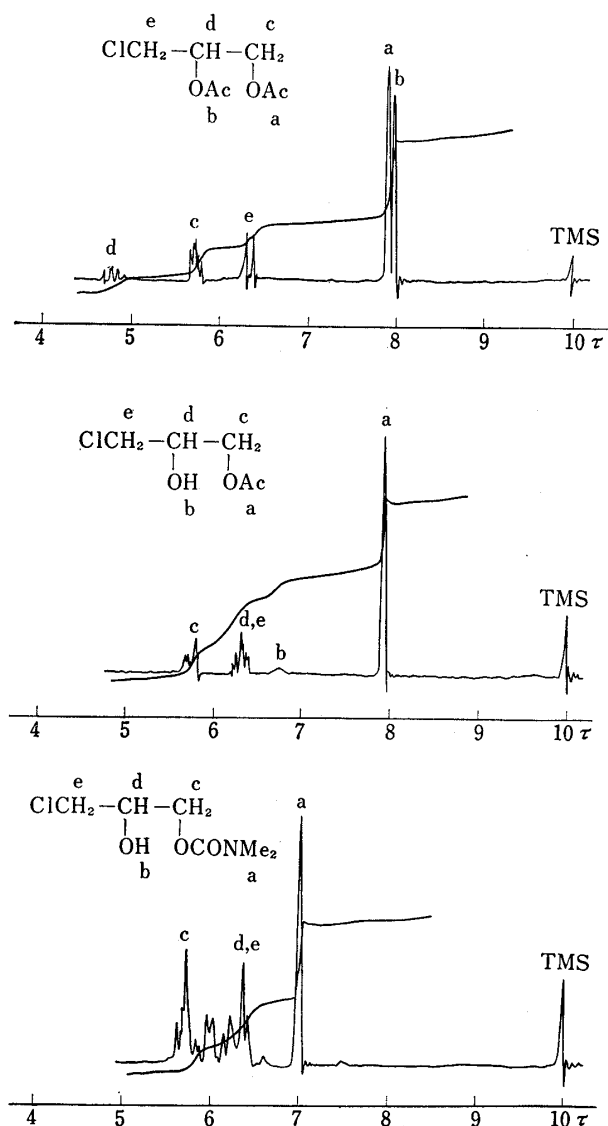 e d c
ClCH₂—CH—CH₂
OAc OAc
b a
a
b
d
c
e
TMS
4 5 6 7 8 9 10 τ
e d c
ClCH₂—CH—CH₂
OH OAc
b a
a
c
d,e
b
TMS
4 5 6 7 8 9 10 τ
e d c
ClCH₂—CH—CH₂
OH OCONMe₂
b a
a
c
d,e
TMS
4 5 6 7 8 9 10 τ